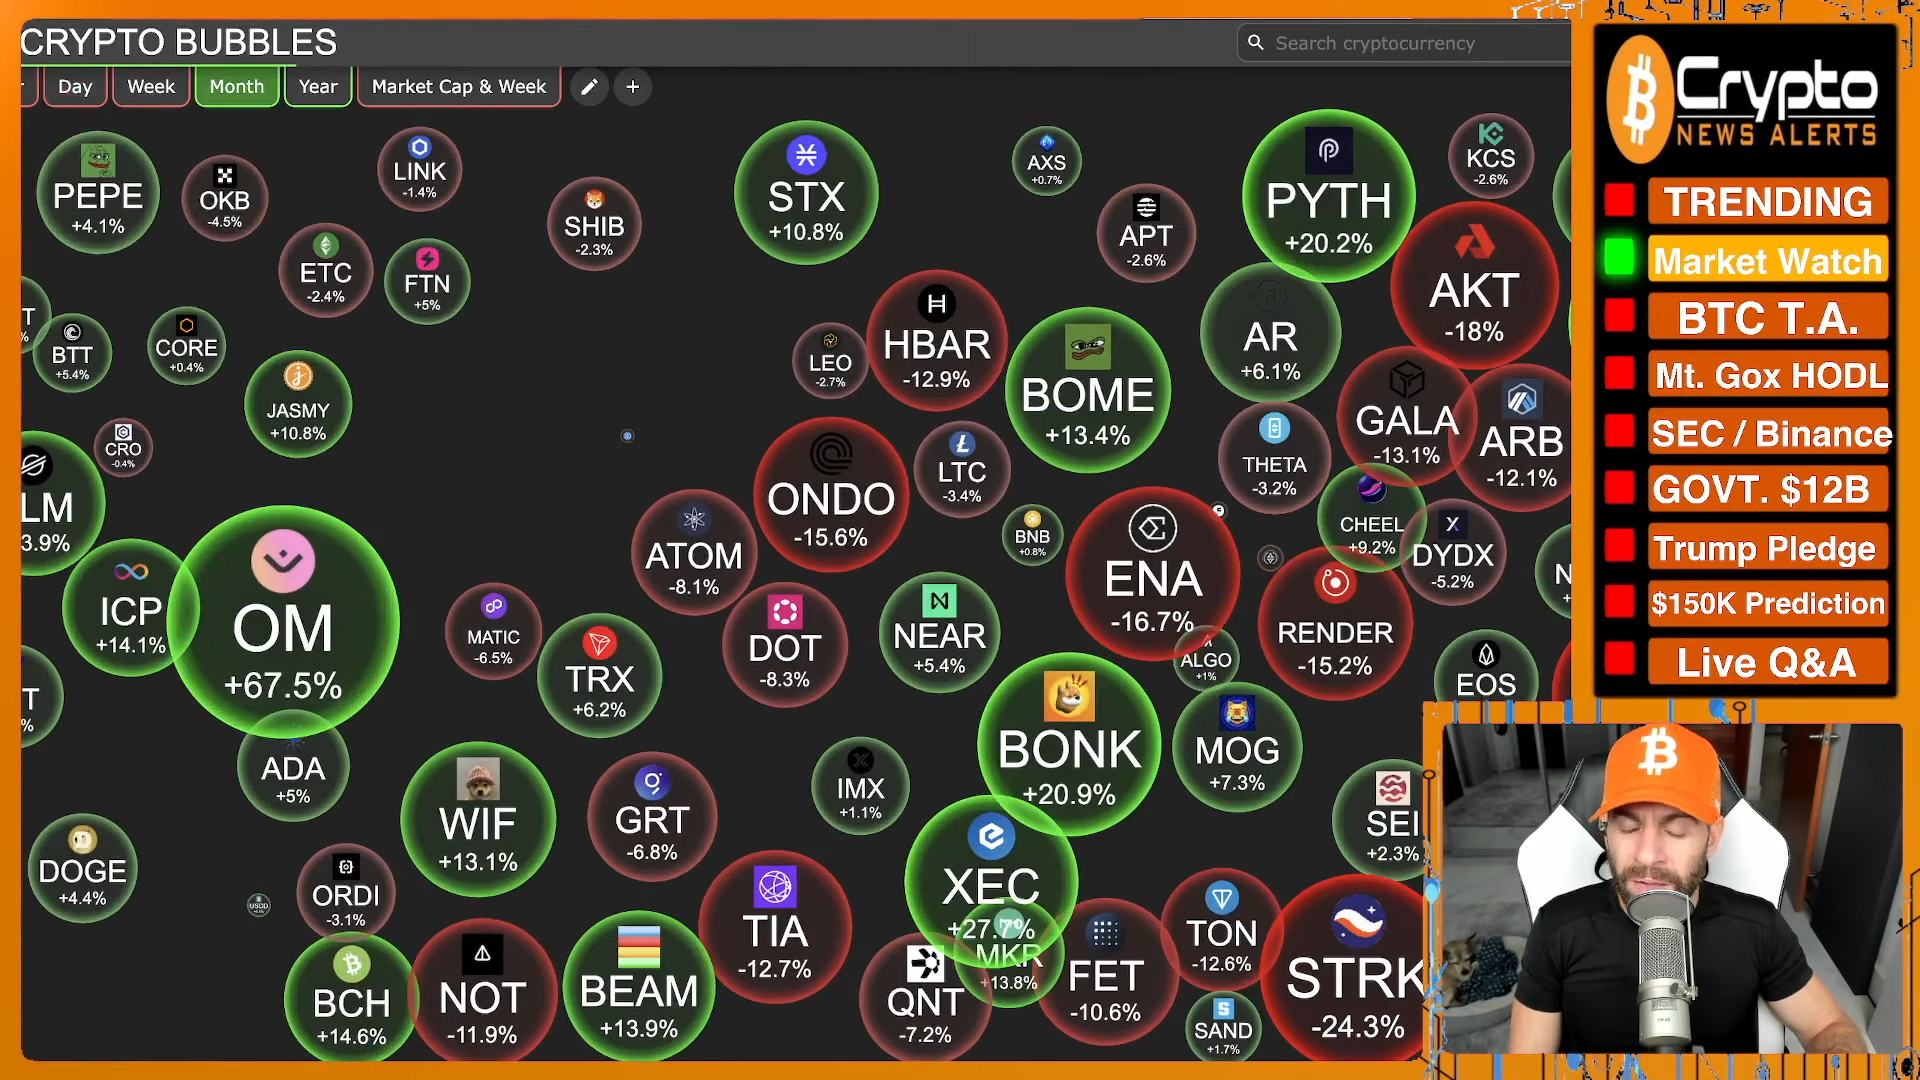 CRYPTO BUBBLES
Search cryptocurrency
Day
Week
Month
Year
Market Cap & Week
PEPE
+4.1%
OKB
-4.5%
LINK
-1.4%
SHIB
-2.3%
STX
+10.8%
AXS
+0.7%
APT
-2.6%
PYTH
+20.2%
KCS
-2.6%
ETC
-2.4%
FTN
+5%
BTT
+5.4%
CORE
+0.4%
JASMY
+10.8%
CRO
-0.4%
LEO
-2.7%
HBAR
-12.9%
BOME
+13.4%
AR
+6.1%
AKT
-18%
GALA
-13.1%
ARB
-12.1%
THETA
-3.2%
CHEEL
+9.2%
DYDX
-5.2%
LM
3.9%
ICP
+14.1%
OM
+67.5%
ONDO
-15.6%
LTC
-3.4%
ATOM
-8.1%
BNB
+0.8%
ENA
-16.7%
MATIC
-6.5%
TRX
+6.2%
DOT
-8.3%
NEAR
+5.4%
ALGO
+1%
RENDER
-15.2%
EOS
T
%
ADA
+5%
WIF
+13.1%
GRT
-6.8%
IMX
+1.1%
BONK
+20.9%
MOG
+7.3%
SEI
+2.3%
DOGE
+4.4%
USDD
ORDI
-3.1%
BCH
+14.6%
NOT
-11.9%
BEAM
+13.9%
TIA
-12.7%
XEC
+27.7%
MKR
+13.8%
QNT
-7.2%
FET
-10.6%
TON
-12.6%
SAND
+1.7%
STRK
-24.3%
Crypto
NEWS ALERTS
TRENDING
Market Watch
BTC T.A.
Mt. Gox HODL
SEC / Binance
GOVT. $12B
Trump Pledge
$150K Prediction
Live Q&A